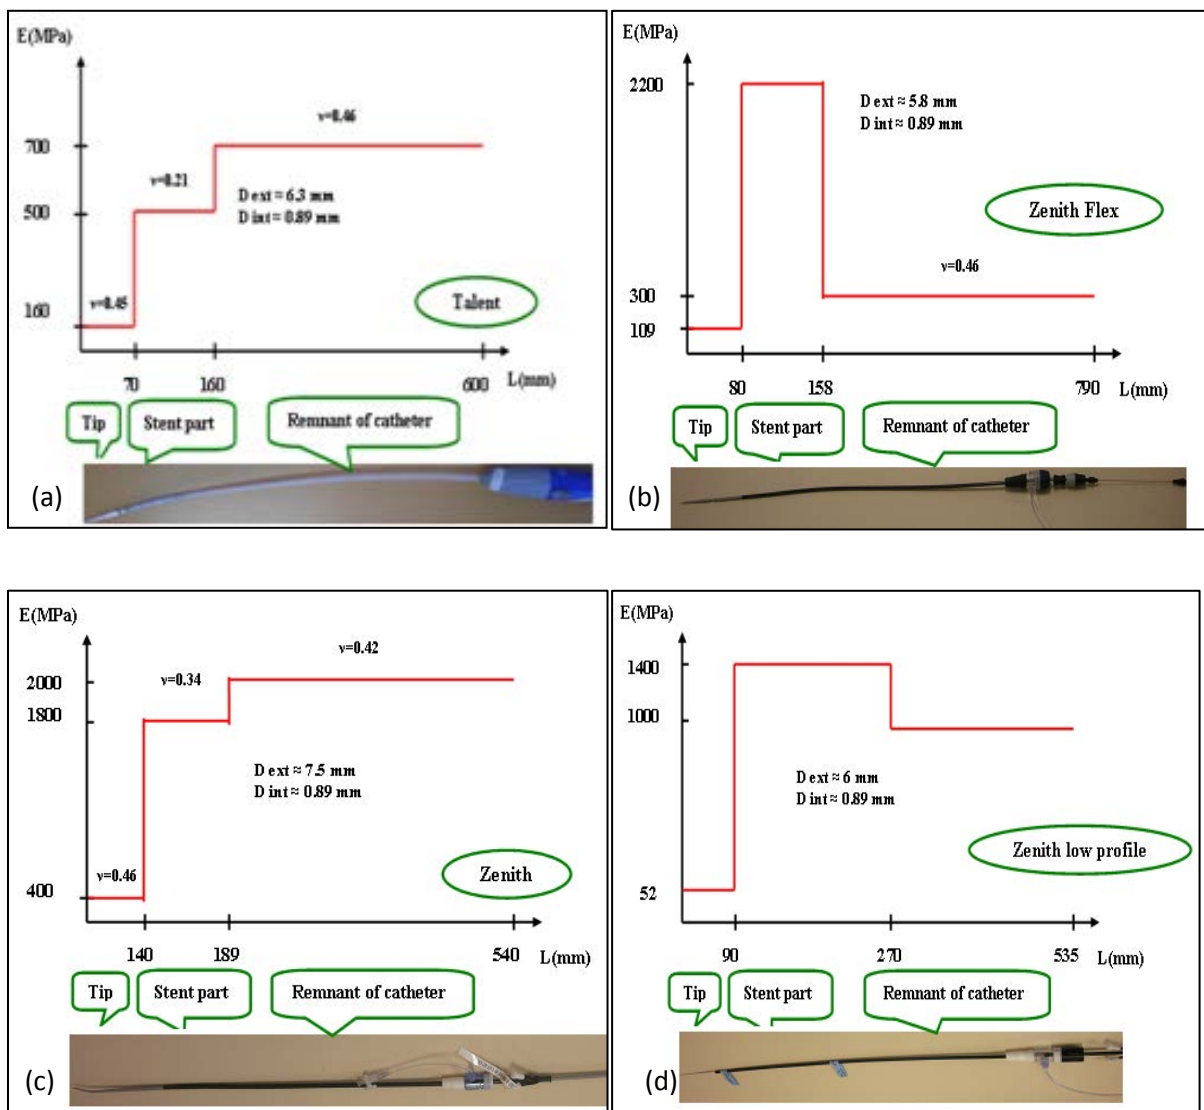 E(MPa)
ν=0.46
700
ν=0.21
D ext ≈ 6.3 mm
D int ≈ 0.89 mm
500
ν=0.45
160
Talent
70
160
600
L(mm)
Tip
Stent part
Remnant of catheter
(a)
E(MPa)
2200
D ext ≈ 5.8 mm
D int ≈ 0.89 mm
Zenith Flex
ν=0.46
300
109
80
158
790
L(mm)
Tip
Stent part
Remnant of catheter
(b)
E(MPa)
ν=0.42
2000
ν=0.34
1800
D ext ≈ 7.5 mm
D int ≈ 0.89 mm
ν=0.46
Zenith
400
140
189
540
L(mm)
Tip
Stent part
Remnant of catheter
(c)
E(MPa)
1400
1000
D ext ≈ 6 mm
D int ≈ 0.89 mm
Zenith low profile
52
90
270
535
L(mm)
Tip
Stent part
Remnant of catheter
(d)